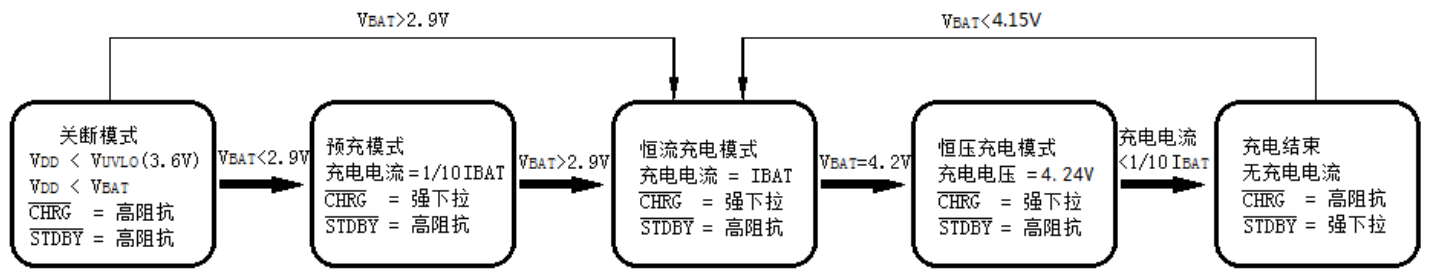 VBAT>2.9V
VBAT<4.15V
关断模式
VDD < VUVLO(3.6V)
VDD < VBAT
CHRG = 高阻抗
STDBY = 高阻抗
VBAT<2.9V
预充模式
充电电流=1/10IBAT
CHRG = 强下拉
STDBY = 高阻抗
VBAT>2.9V
恒流充电模式
充电电流 = IBAT
CHRG = 强下拉
STDBY = 高阻抗
VBAT=4.2V
恒压充电模式
充电电压 =4.24V
CHRG = 强下拉
STDBY = 高阻抗
充电电流
<1/10IBAT
充电结束
无充电电流
CHRG = 高阻抗
STDBY = 强下拉